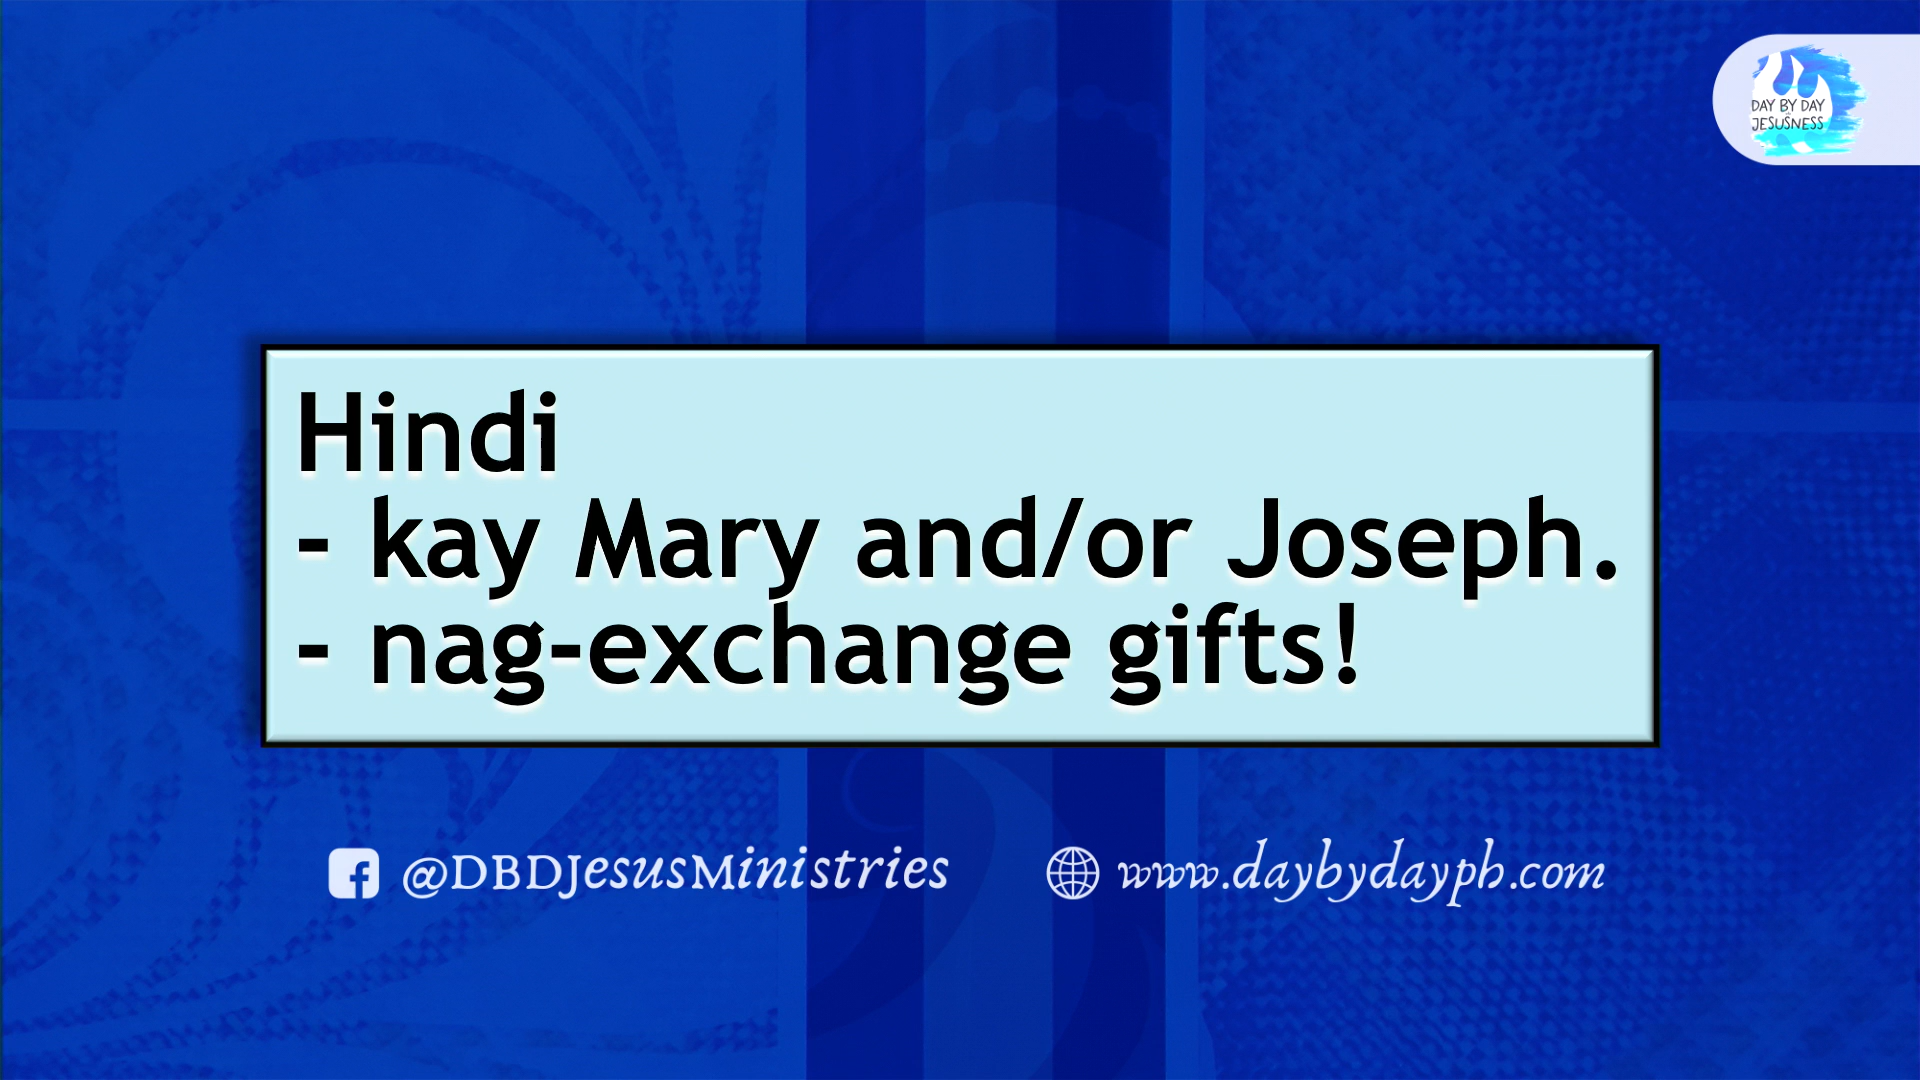 DAY BY DAY
JESUSNESS
Hindi
- kay Mary and/or Joseph.
- nag-exchange gifts!
@DBDJesusMinistries
www.daybydayph.com